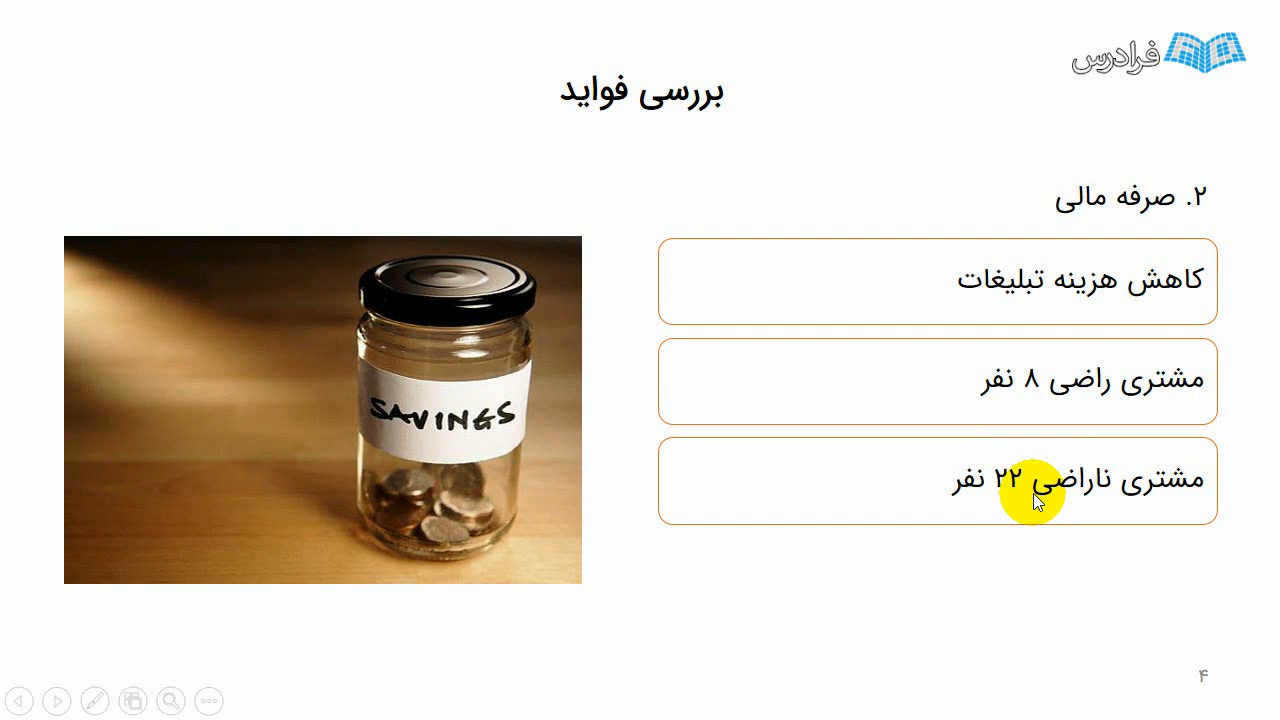 فرادرس
بررسی فواید
۲. صرفه مالی
کاهش هزینه تبلیغات
مشتری راضی ۸ نفر
مشتری ناراضی ۲۲ نفر
SAVINGS
۴